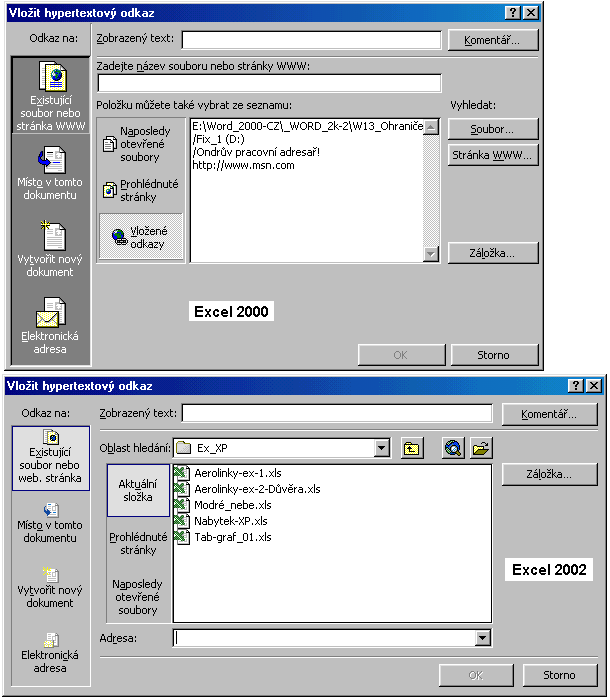 Vložit hypertextový odkaz
Odkaz na:
Zobrazený text:
Komentář...
Existující
soubor nebo
stránka WWW
Místo v tomto
dokumentu
Vytvořit nový
dokument
Elektronická
adresa
Zadejte název souboru nebo stránky WWW:
Položku můžete také vybrat ze seznamu:
Vyhledat:
Naposledy
otevřené
soubory
Prohlédnuté
stránky
Vložené
odkazy
E:\Word_2000-CZ\_WORD_2k-2\W13_Ohraniče
/Fix_1 (D:)
/Ondrův pracovní adresař!
http://www.msn.com
Soubor...
Stránka WWW...
Záložka...
Excel 2000
OK
Storno
Vložit hypertextový odkaz
Odkaz na:
Zobrazený text:
Komentář...
Existující
soubor nebo
web. stránka
Místo v tomto
dokumentu
Vytvořit nový
dokument
Elektronická
adresa
Oblast hledání:
Ex_XP
Aktuální
složka
Prohlédnuté
stránky
Naposledy
otevřené
soubory
Aerolinky-ex-1.xls
Aerolinky-ex-2-Důvěra.xls
Modré_nebe.xls
Nabytek-XP.xls
Tab-graf_01.xls
Záložka...
Excel 2002
Adresa:
OK
Storno